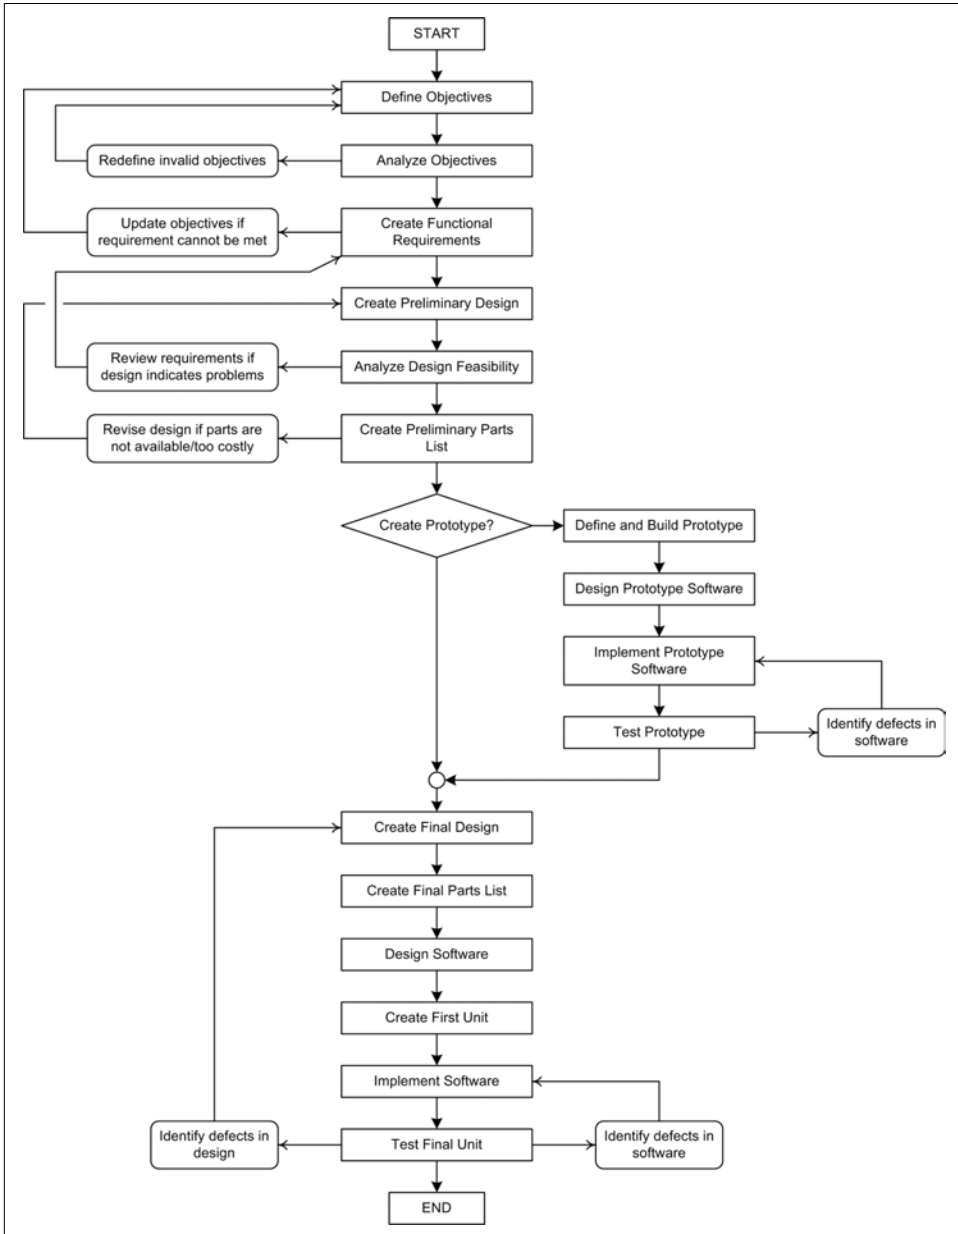 START
Define Objectives
Redefine invalid objectives
Analyze Objectives
Update objectives if
requirement cannot be met
Create Functional
Requirements
Create Preliminary Design
Review requirements if
design indicates problems
Analyze Design Feasibility
Revise design if parts are
not available/too costly
Create Preliminary Parts
List
Create Prototype?
Define and Build Prototype
Design Prototype Software
Implement Prototype
Software
Test Prototype
Identify defects in
software
Create Final Design
Create Final Parts List
Design Software
Create First Unit
Implement Software
Identify defects in
design
Test Final Unit
Identify defects in
software
END